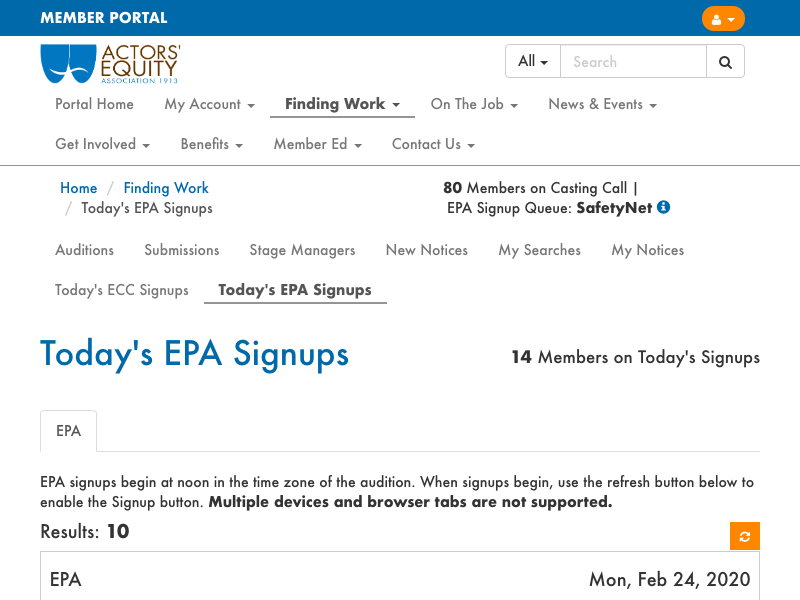 MEMBER PORTAL
ACTORS'
EQUITY
ASSOCIATION 1913
All
Search
Portal Home
My Account
Finding Work
On The Job
News & Events
Get Involved
Benefits
Member Ed
Contact Us
Home / Finding Work
/ Today's EPA Signups
80 Members on Casting Call |
EPA Signup Queue: SafetyNet
Auditions
Submissions
Stage Managers
New Notices
My Searches
My Notices
Today's ECC Signups
Today's EPA Signups
Today's EPA Signups
14 Members on Today's Signups
EPA
EPA signups begin at noon in the time zone of the audition. When signups begin, use the refresh button below to
enable the Signup button. Multiple devices and browser tabs are not supported.
Results: 10
EPA
Mon, Feb 24, 2020